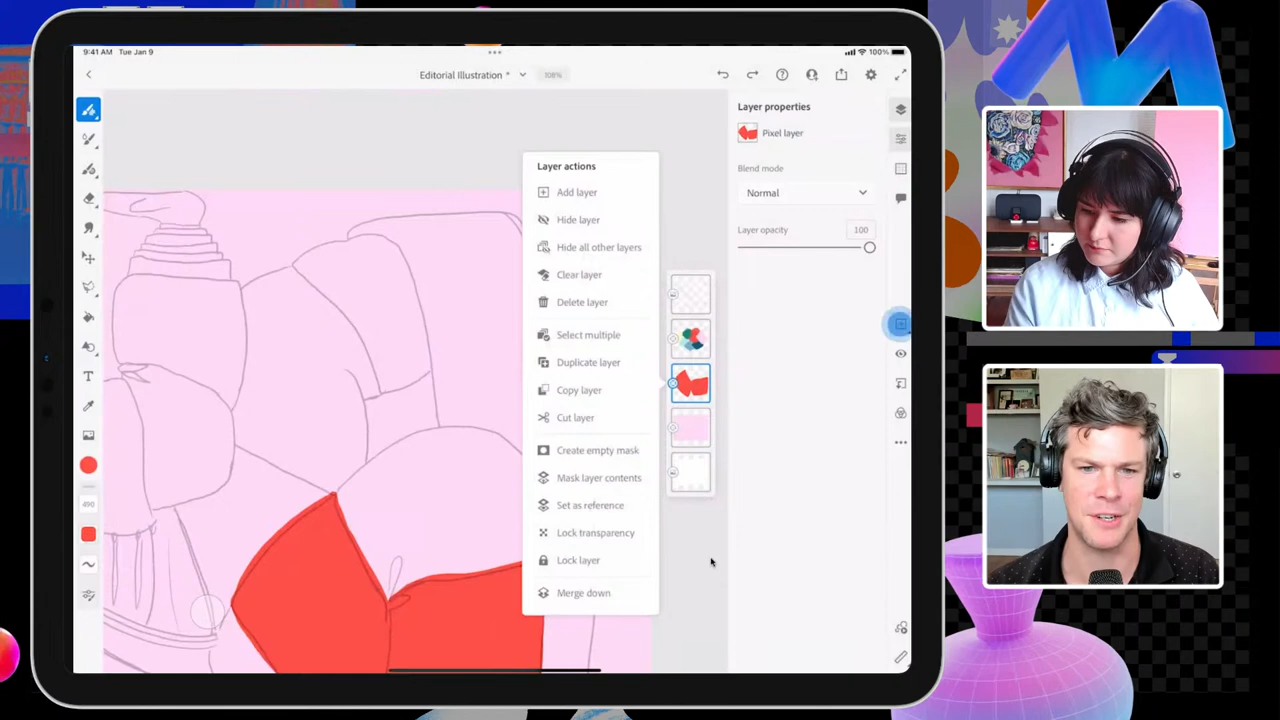 9:41 AM Tue Jan 9
100%
Editorial Illustration *
108%
Layer properties
Pixel layer
Blend mode
Normal
Layer opacity
100
Layer actions
Add layer
Hide layer
Hide all other layers
Clear layer
Delete layer
Select multiple
Duplicate layer
Copy layer
Cut layer
Create empty mask
Mask layer contents
Set as reference
Lock transparency
Lock layer
Merge down
T
490